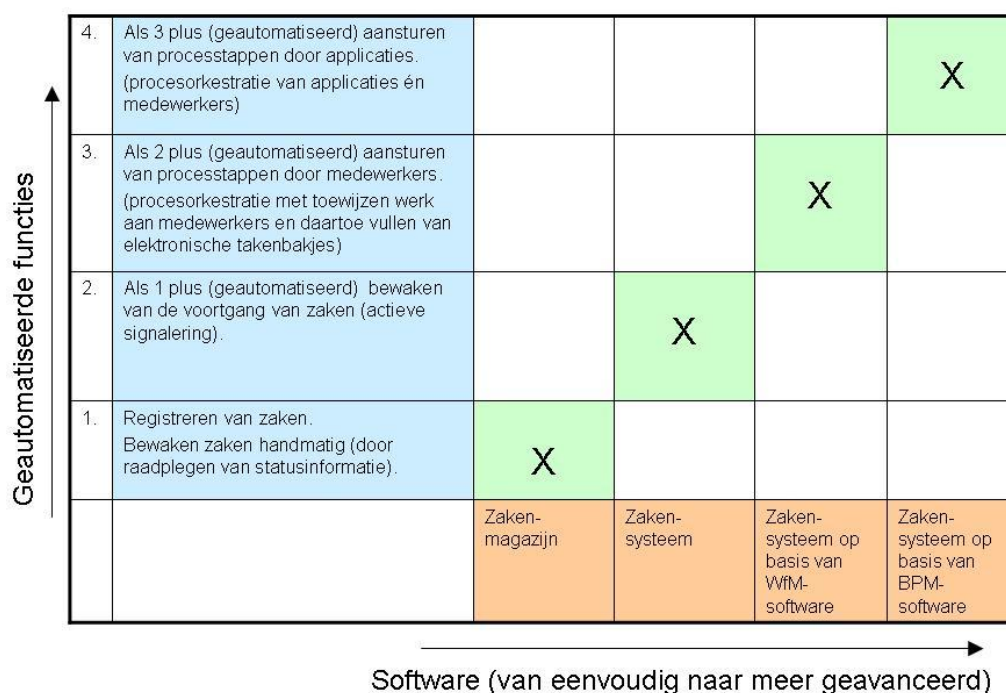 4. Als 3 plus (geautomatiseerd) aansturen
van processtappen door applicaties.
(procesorkestratie van applicaties én
medewerkers)
X
3. Als 2 plus (geautomatiseerd) aansturen
van processtappen door medewerkers.
(procesorkestratie met toewijzen werk
aan medewerkers en daartoe vullen van
elektronische takenbakjes)
X
2. Als 1 plus (geautomatiseerd) bewaken
van de voortgang van zaken (actieve
signalering).
X
1. Registreren van zaken.
Bewaken zaken handmatig (door
raadplegen van statusinformatie).
X
Zaken-
magazijn
Zaken-
systeem
Zaken-
systeem op
basis van
WfM-
software
Zaken-
systeem op
basis van
BPM-
software
Geautomatiseerde functies
Software (van eenvoudig naar meer geavanceerd)